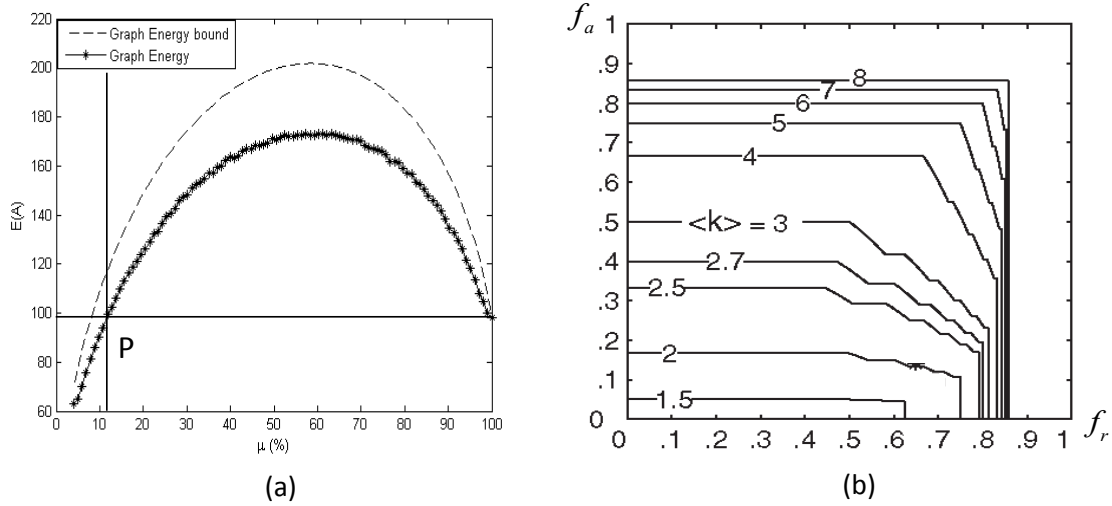 220
200
180
160
140
120
100
80
60
E(A)
Graph Energy bound
Graph Energy
P
0 10 20 30 40 50 60 70 80 90 100
μ (%)
(a)
f_a
1
.9
.8
.7
.6
.5
.4
.3
.2
.1
0
8
7
6
5
4
<k> = 3
2.7
2.5
2
1.5
0 .1 .2 .3 .4 .5 .6 .7 .8 .9 1
f_r
(b)